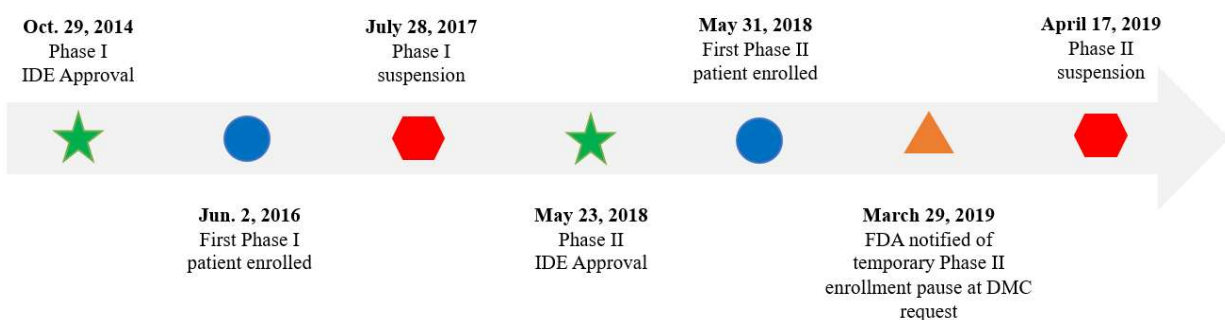 Oct. 29, 2014
Phase I
IDE Approval
Jun. 2, 2016
First Phase I
patient enrolled
July 28, 2017
Phase I
suspension
May 23, 2018
Phase II
IDE Approval
May 31, 2018
First Phase II
patient enrolled
March 29, 2019
FDA notified of
temporary Phase II
enrollment pause at DMC
request
April 17, 2019
Phase II
suspension